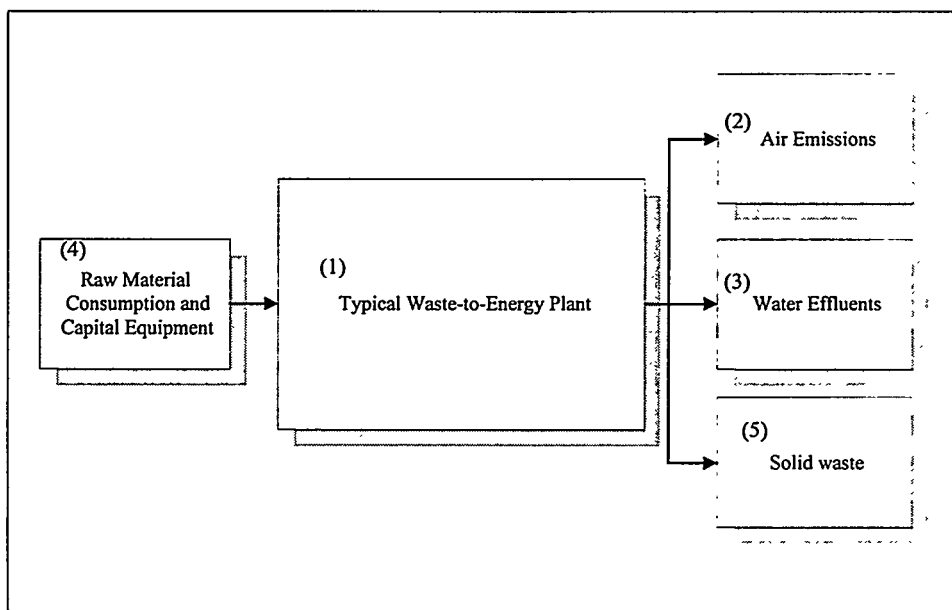 (4)
Raw Material
Consumption and
Capital Equipment
(1)
Typical Waste-to-Energy Plant
(2)
Air Emissions
(3)
Water Effluents
(5)
Solid waste